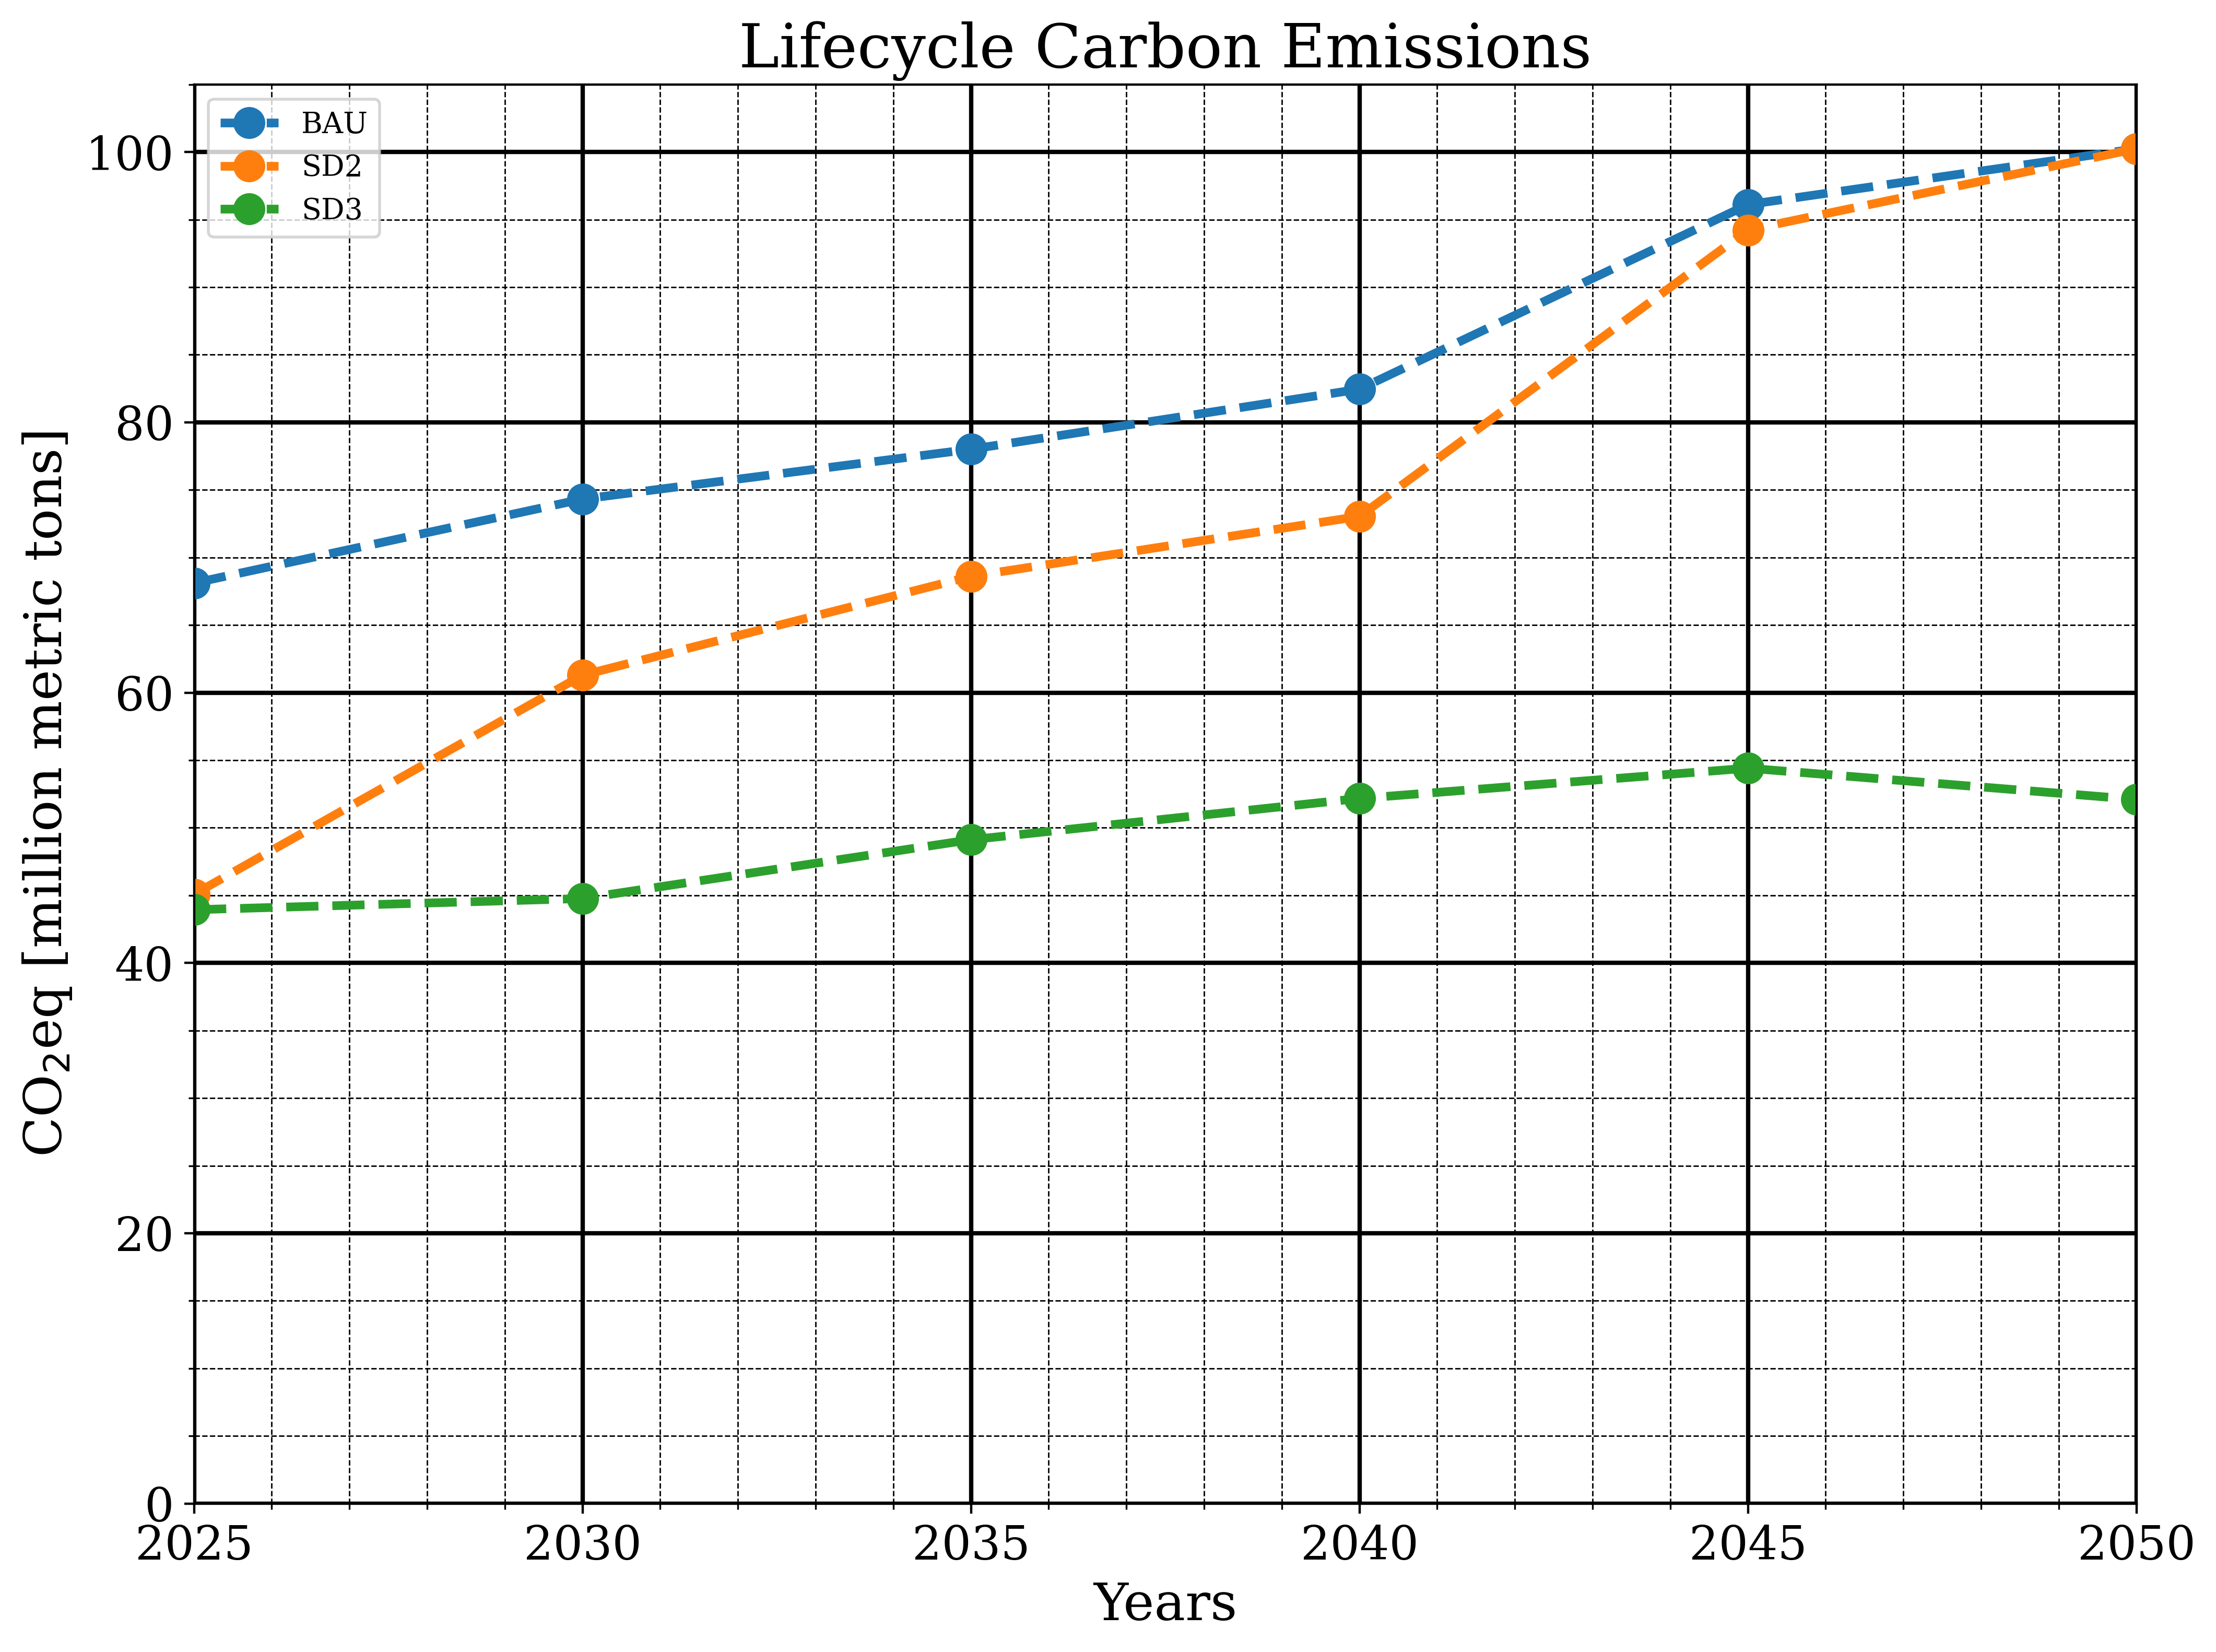 Lifecycle Carbon Emissions
BAU
SD2
SD3
100
80
60
40
20
0
CO₂eq [million metric tons]
2025 2030 2035 2040 2045 2050
Years